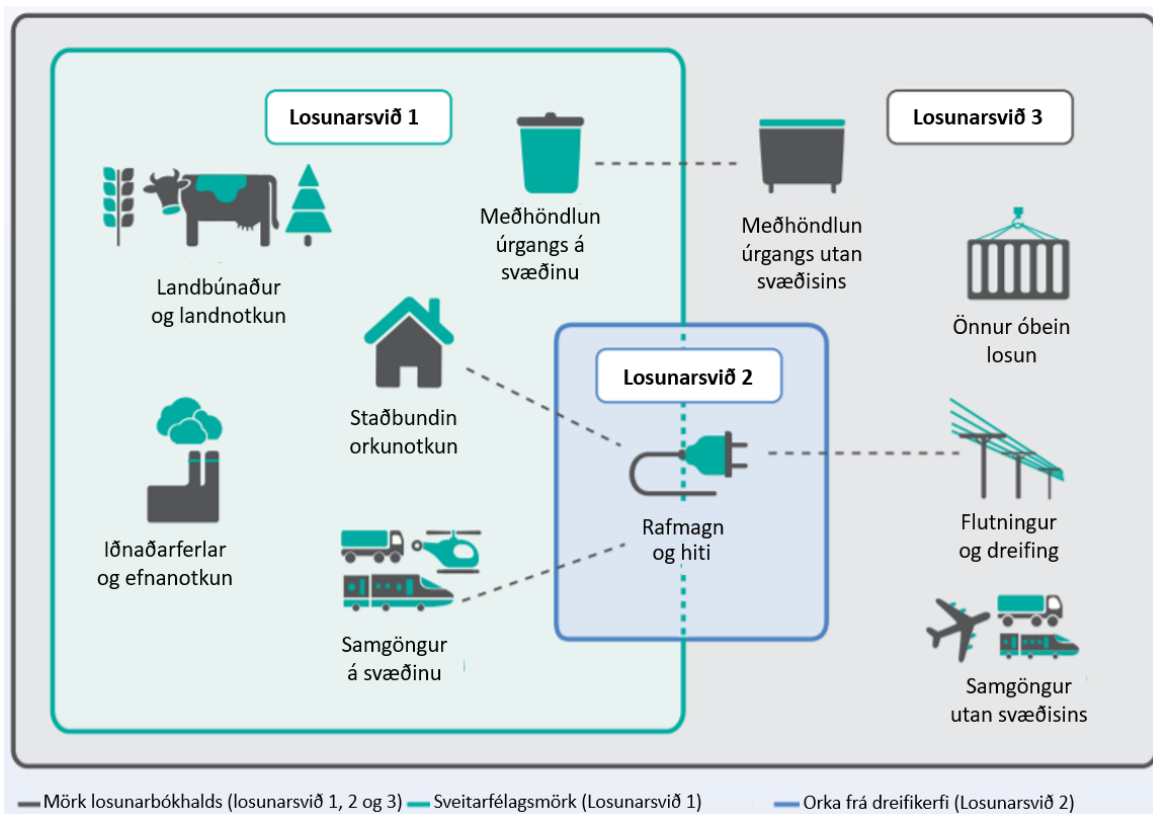 Losunarsvið 1
Losunarsvið 3
Meðhöndlun
úrgangs á
svæðinu
Meðhöndlun
úrgangs utan
svæðisins
Landbúnaður
og landnotkun
Önnur óbein
losun
Losunarsvið 2
Staðbundin
orkunotkun
Rafmagn
og hiti
Flutningur
og dreifing
Iðnaðarferlar
og efnanotkun
Samgöngur
á svæðinu
Samgöngur
utan svæðisins
Mörk losunarbókhalds (losunarsvið 1, 2 og 3)
Sveitarfélagsmörk (Losunarsvið 1)
Orka frá dreifikerfi (Losunarsvið 2)